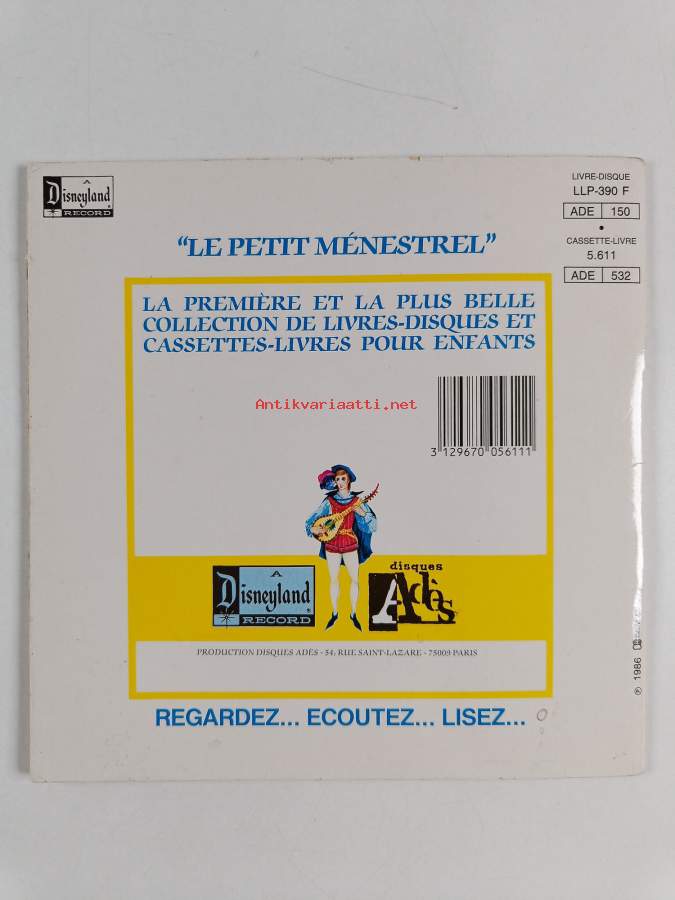 A
Disneyland
RECORD
LIVRE-DISQUE
LLP-390 F
ADE 150
•
CASSETTE-LIVRE
5.611
ADE 532
“LE PETIT MÉNESTREL”
LA PREMIÈRE ET LA PLUS BELLE
COLLECTION DE LIVRES-DISQUES ET
CASSETTES-LIVRES POUR ENFANTS
Antikvariaatti.net
3 129670 056111
A
Disneyland
RECORD
disques
Adès
PRODUCTION DISQUES ADÈS - 54, RUE SAINT-LAZARE - 75009 PARIS
REGARDEZ... ECOUTEZ... LISEZ...
℗ 1986